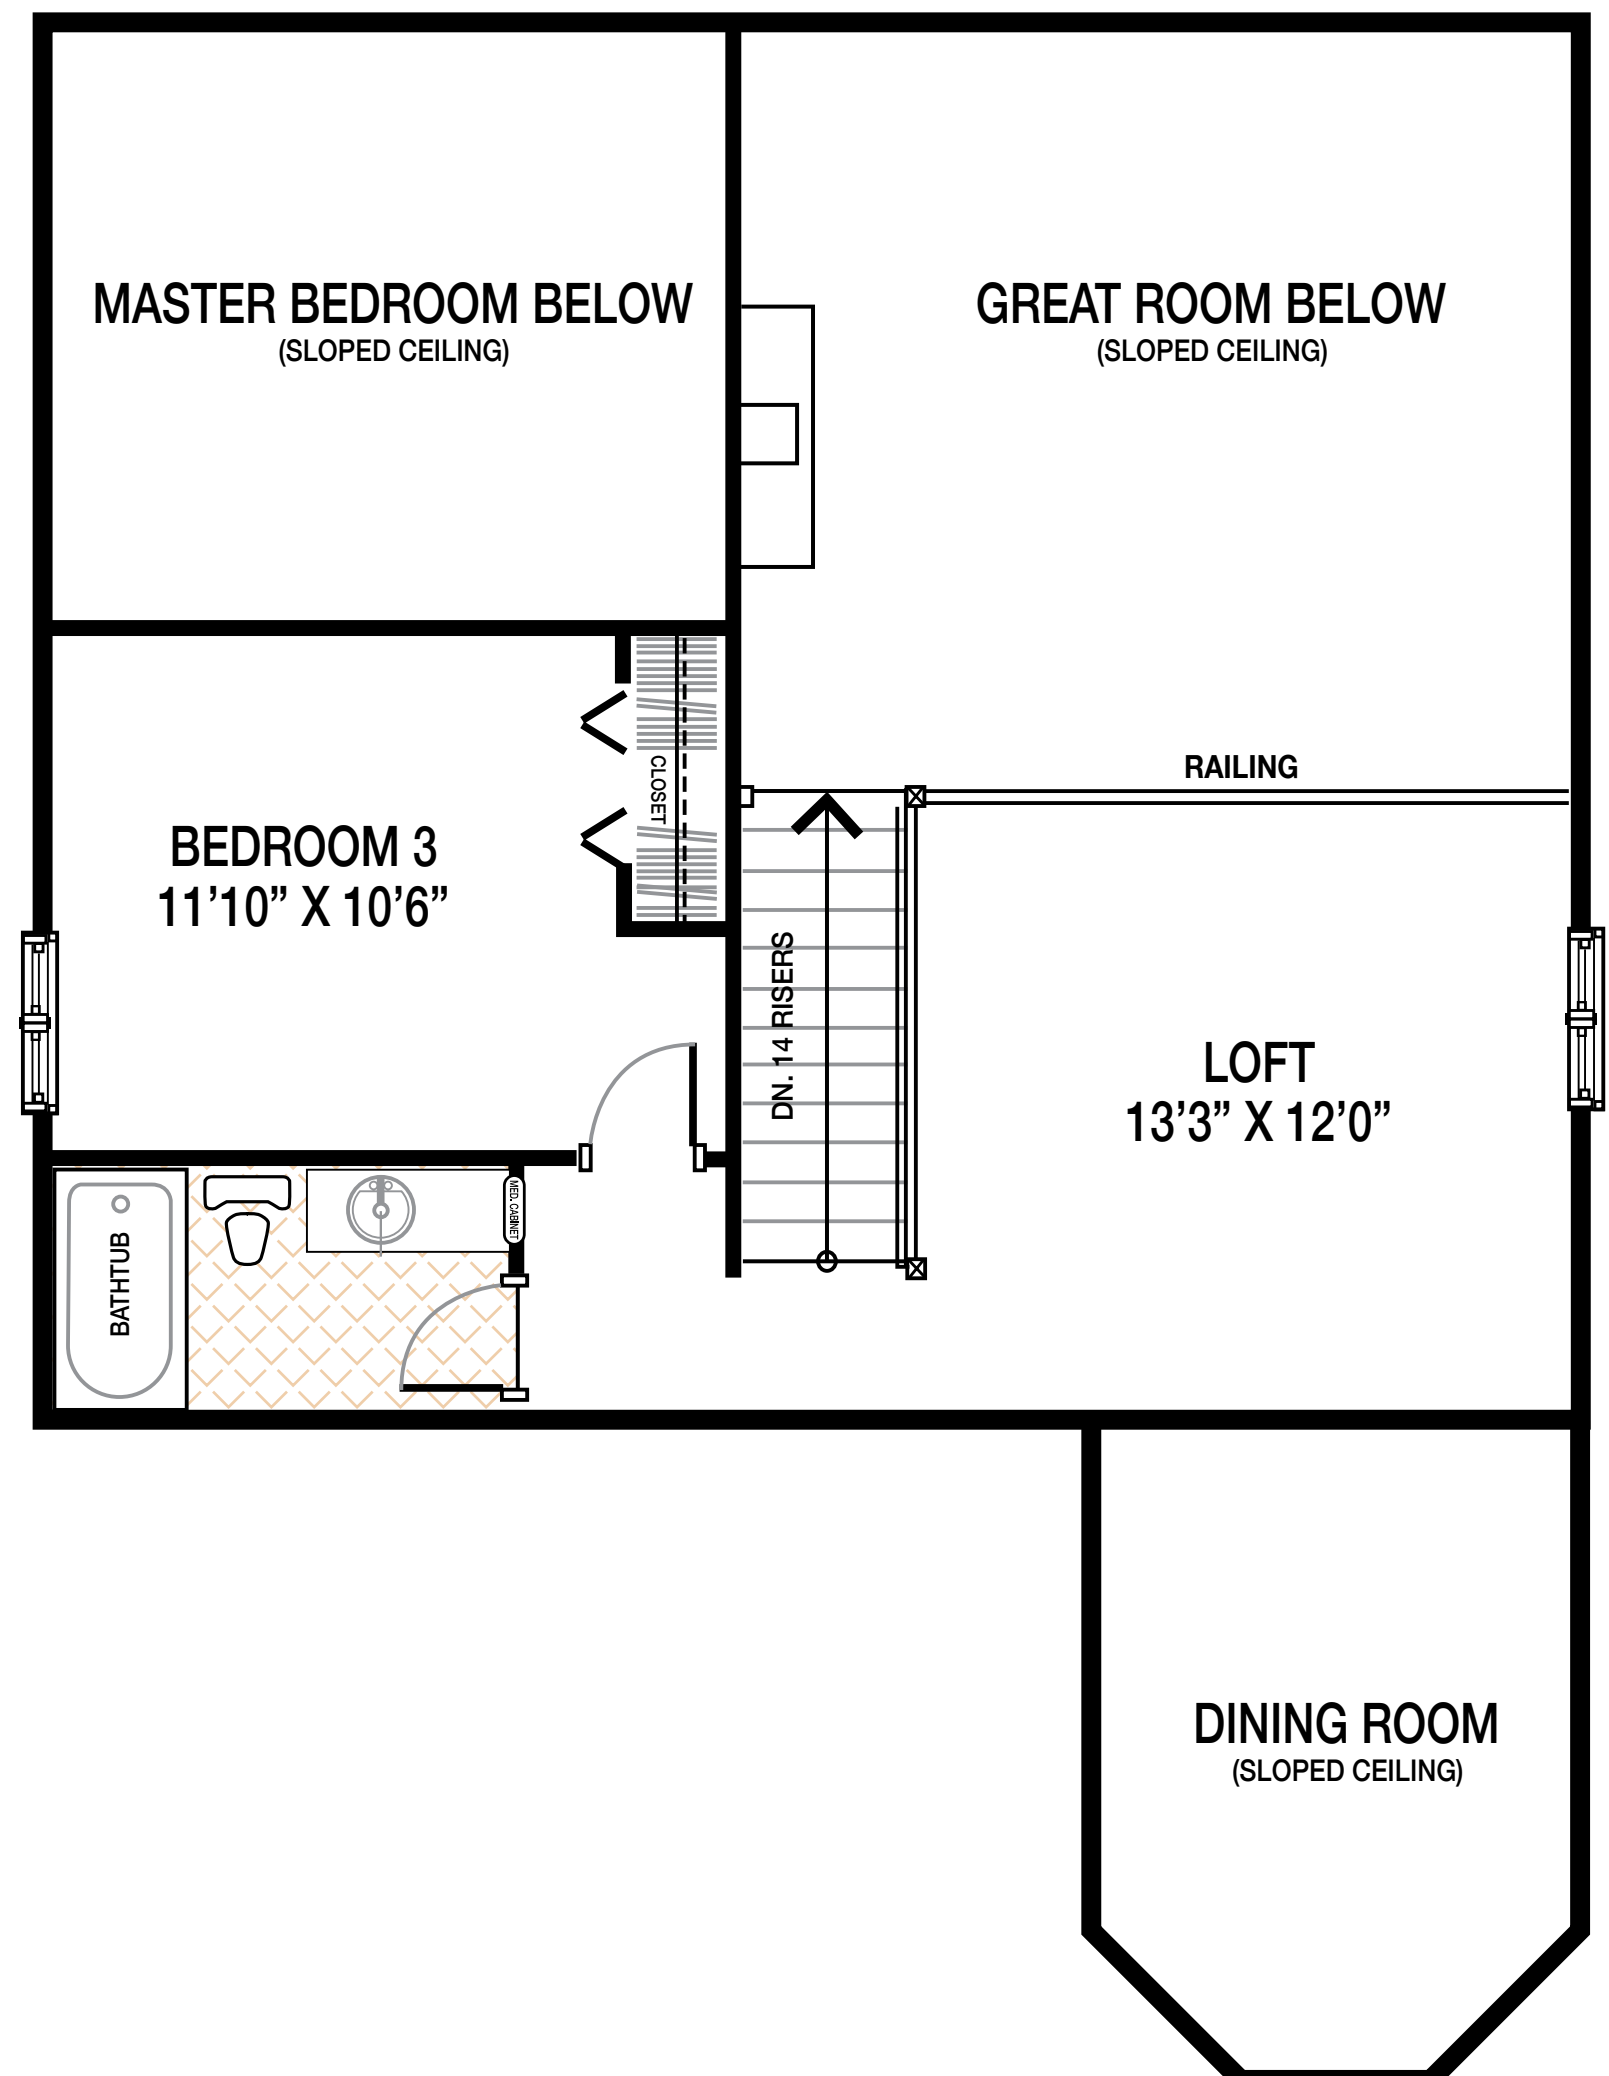 MASTER BEDROOM BELOW
(SLOPED CEILING)
GREAT ROOM BELOW
(SLOPED CEILING)
RAILING
CLOSET
BEDROOM 3
11’10” X 10’6”
DN. 14 RISERS
LOFT
13’3” X 12’0”
MED. CABINET
BATHTUB
DINING ROOM
(SLOPED CEILING)